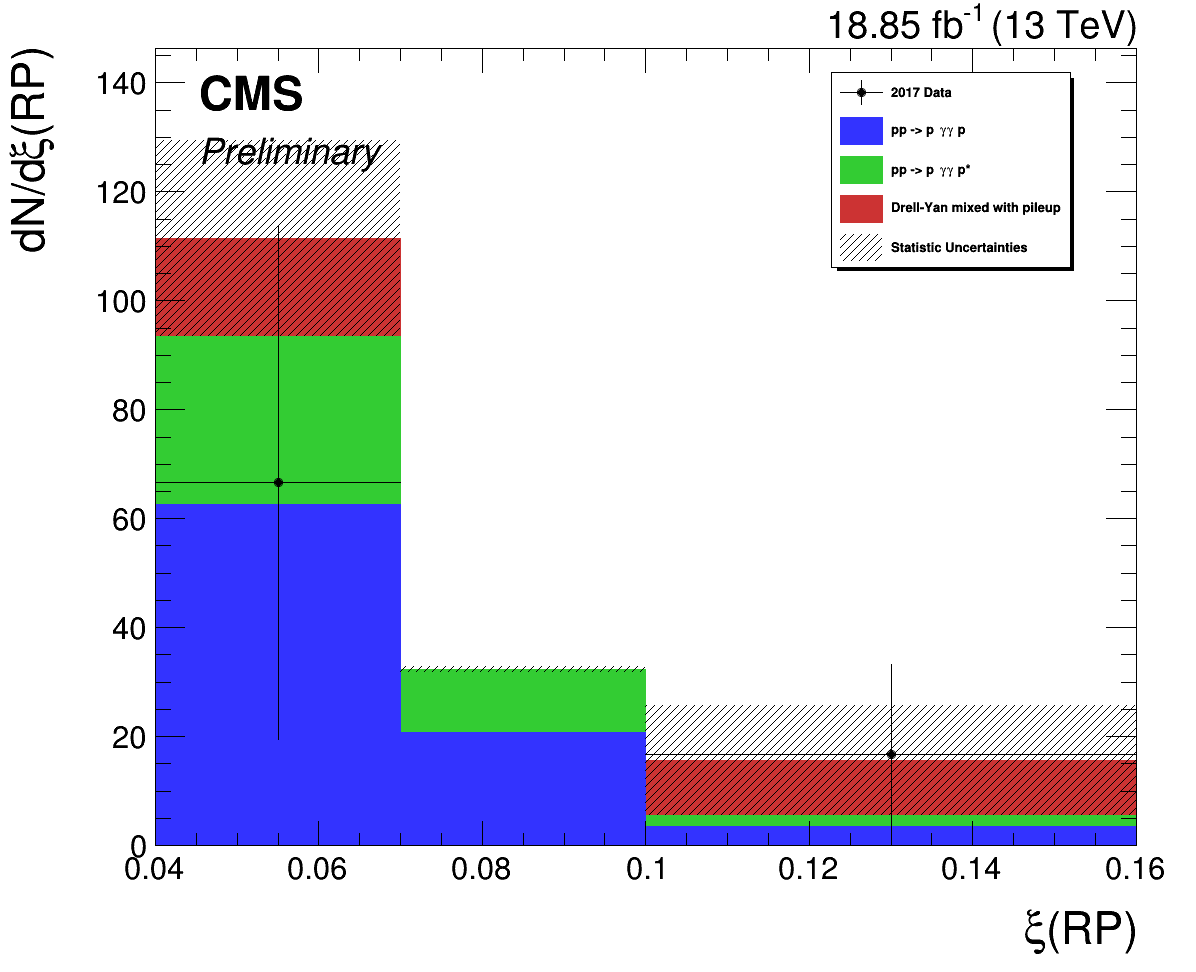 18.85 fb⁻¹ (13 TeV)
dN/dξ(RP)
CMS
Preliminary
2017 Data
pp -> p γγ p
pp -> p γγ p*
Drell-Yan mixed with pileup
Statistic Uncertainties
140
120
100
80
60
40
20
0
0.04 0.06 0.08 0.1 0.12 0.14 0.16
ξ(RP)